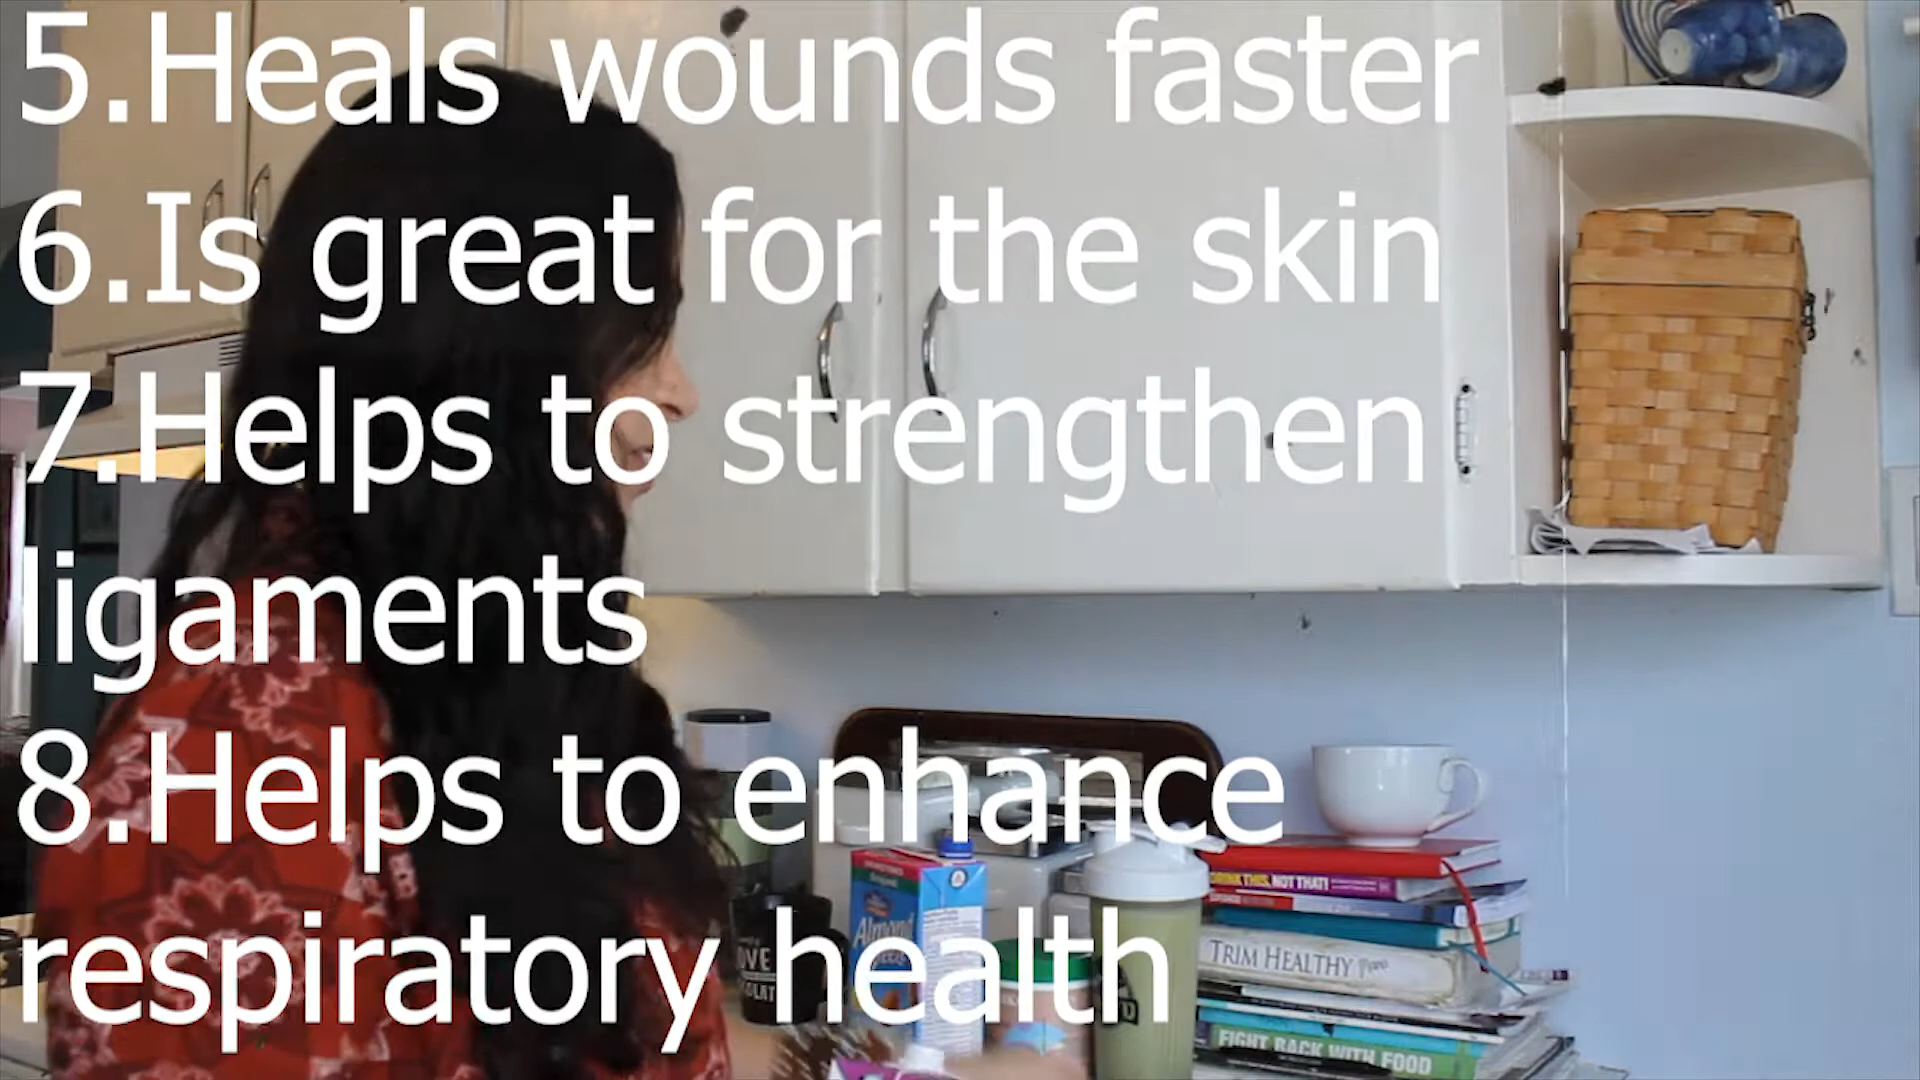 5.Heals wounds faster
6.Is great for the skin
7.Helps to strengthen
ligaments
8.Helps to enhance
respiratory health
Almond
DRINK THIS, NOT THAT!
TRIM HEALTHY
FIGHT BACK WITH FOOD